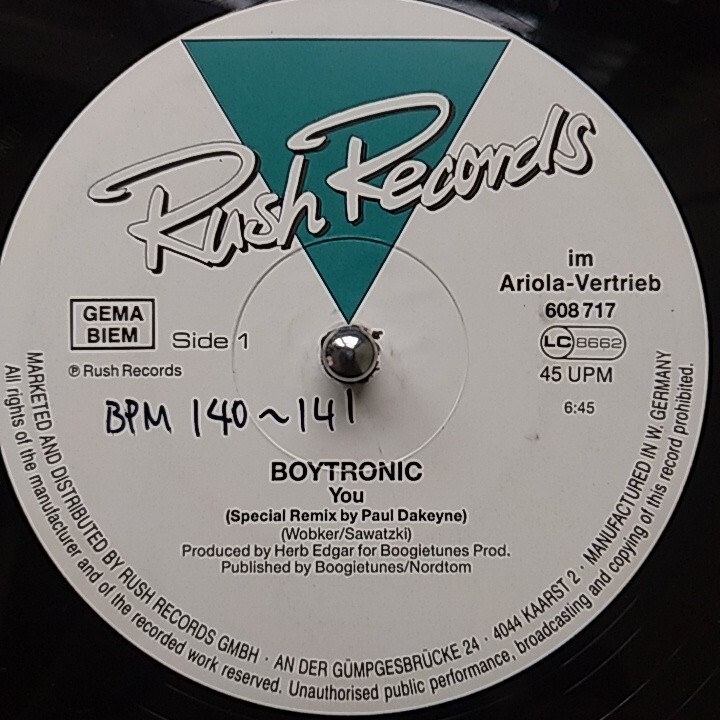 Rush Records
im
Ariola-Vertrieb
608 717
LC 8662
45 UPM
6:45
GEMA
BIEM
Side 1
℗ Rush Records
BPM 140~141
BOYTRONIC
You
(Special Remix by Paul Dakeyne)
(Wobker/Sawatzki)
Produced by Herb Edgar for Boogietunes Prod.
Published by Boogietunes/Nordtom
MARKETED AND DISTRIBUTED BY RUSH RECORDS GMBH · AN DER GÜMPGESBRÜCKE 24 · 4044 KAARST 2 · MANUFACTURED IN W. GERMANY
All rights of the manufacturer and of the recorded work reserved. Unauthorised public performance, broadcasting and copying of this record prohibited.